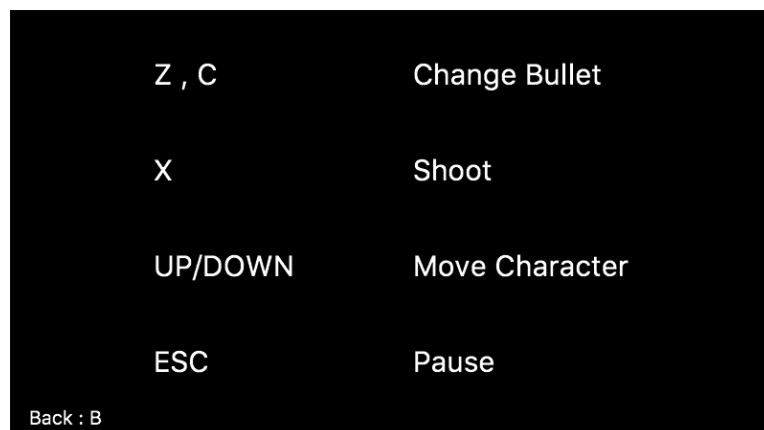 Z , C Change Bullet
X Shoot
UP/DOWN Move Character
ESC Pause
Back : B